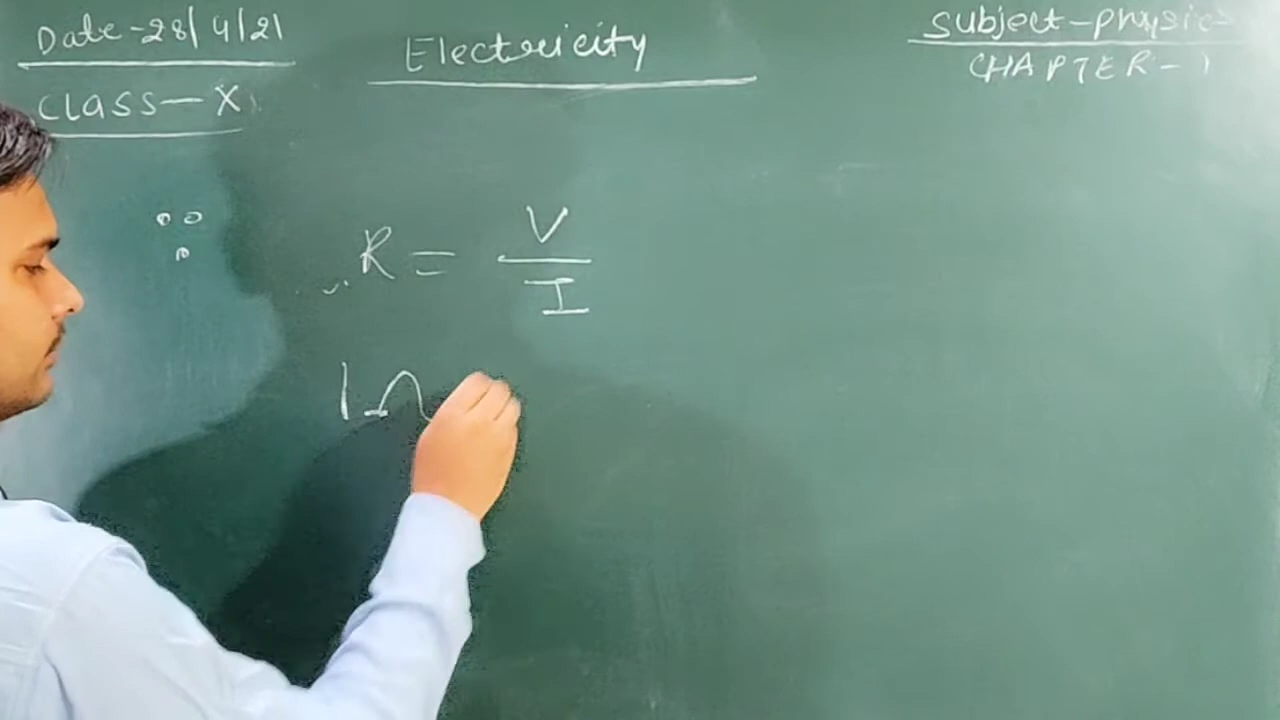 Date-28/4/21
Electricity
Subject-physics
CHAPTER-1
CLASS-X
∴ R = V/I
1Ω